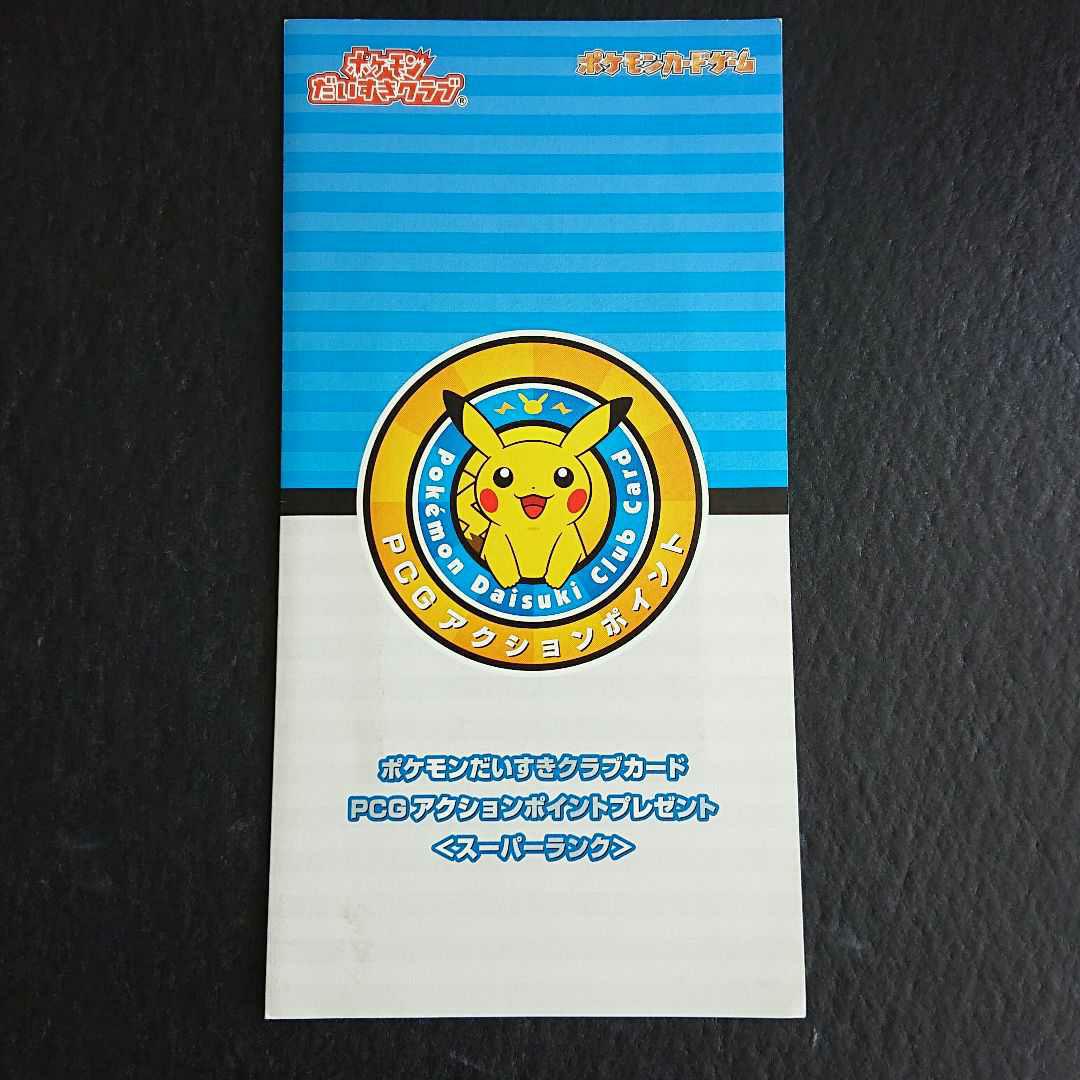 ポケモン
だいすきクラブ®
ポケモンカードゲーム
Pokémon Daisuki Club Card
PCGアクションポイント
ポケモンだいすきクラブカード
PCGアクションポイントプレゼント
<スーパーランク>